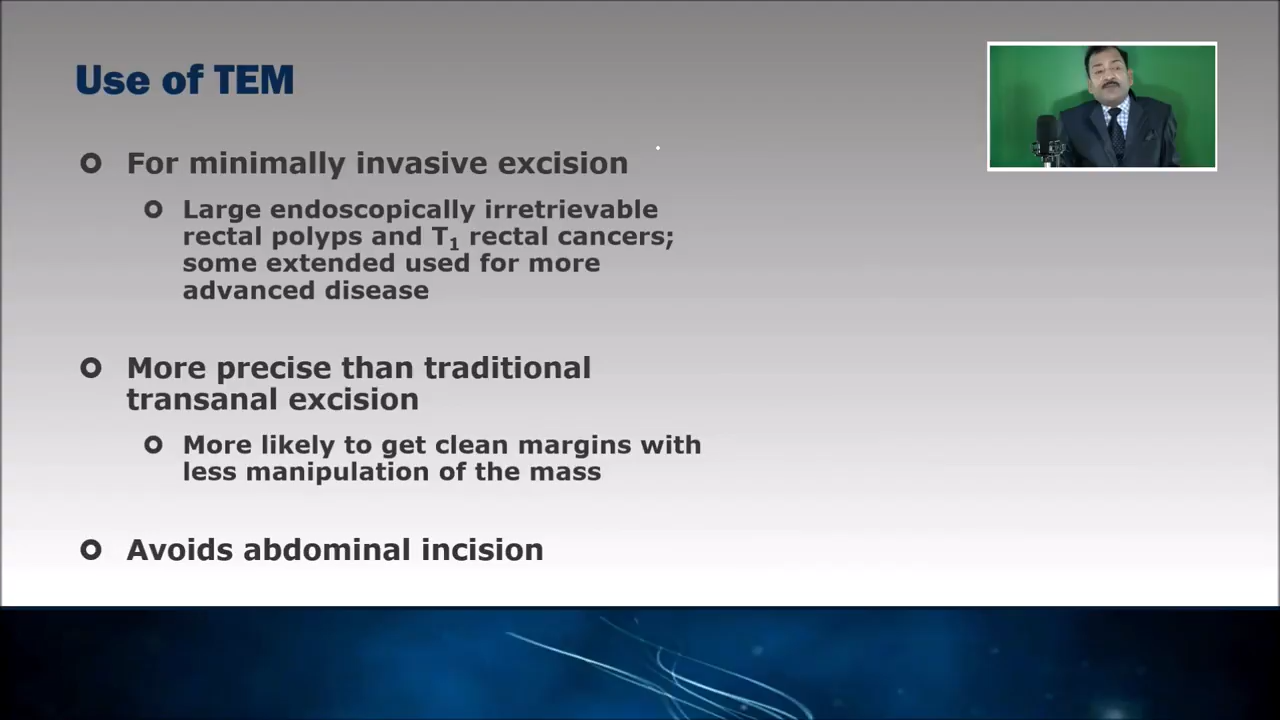 Use of TEM
For minimally invasive excision
Large endoscopically irretrievable
rectal polyps and T₁ rectal cancers;
some extended used for more
advanced disease
More precise than traditional
transanal excision
More likely to get clean margins with
less manipulation of the mass
Avoids abdominal incision